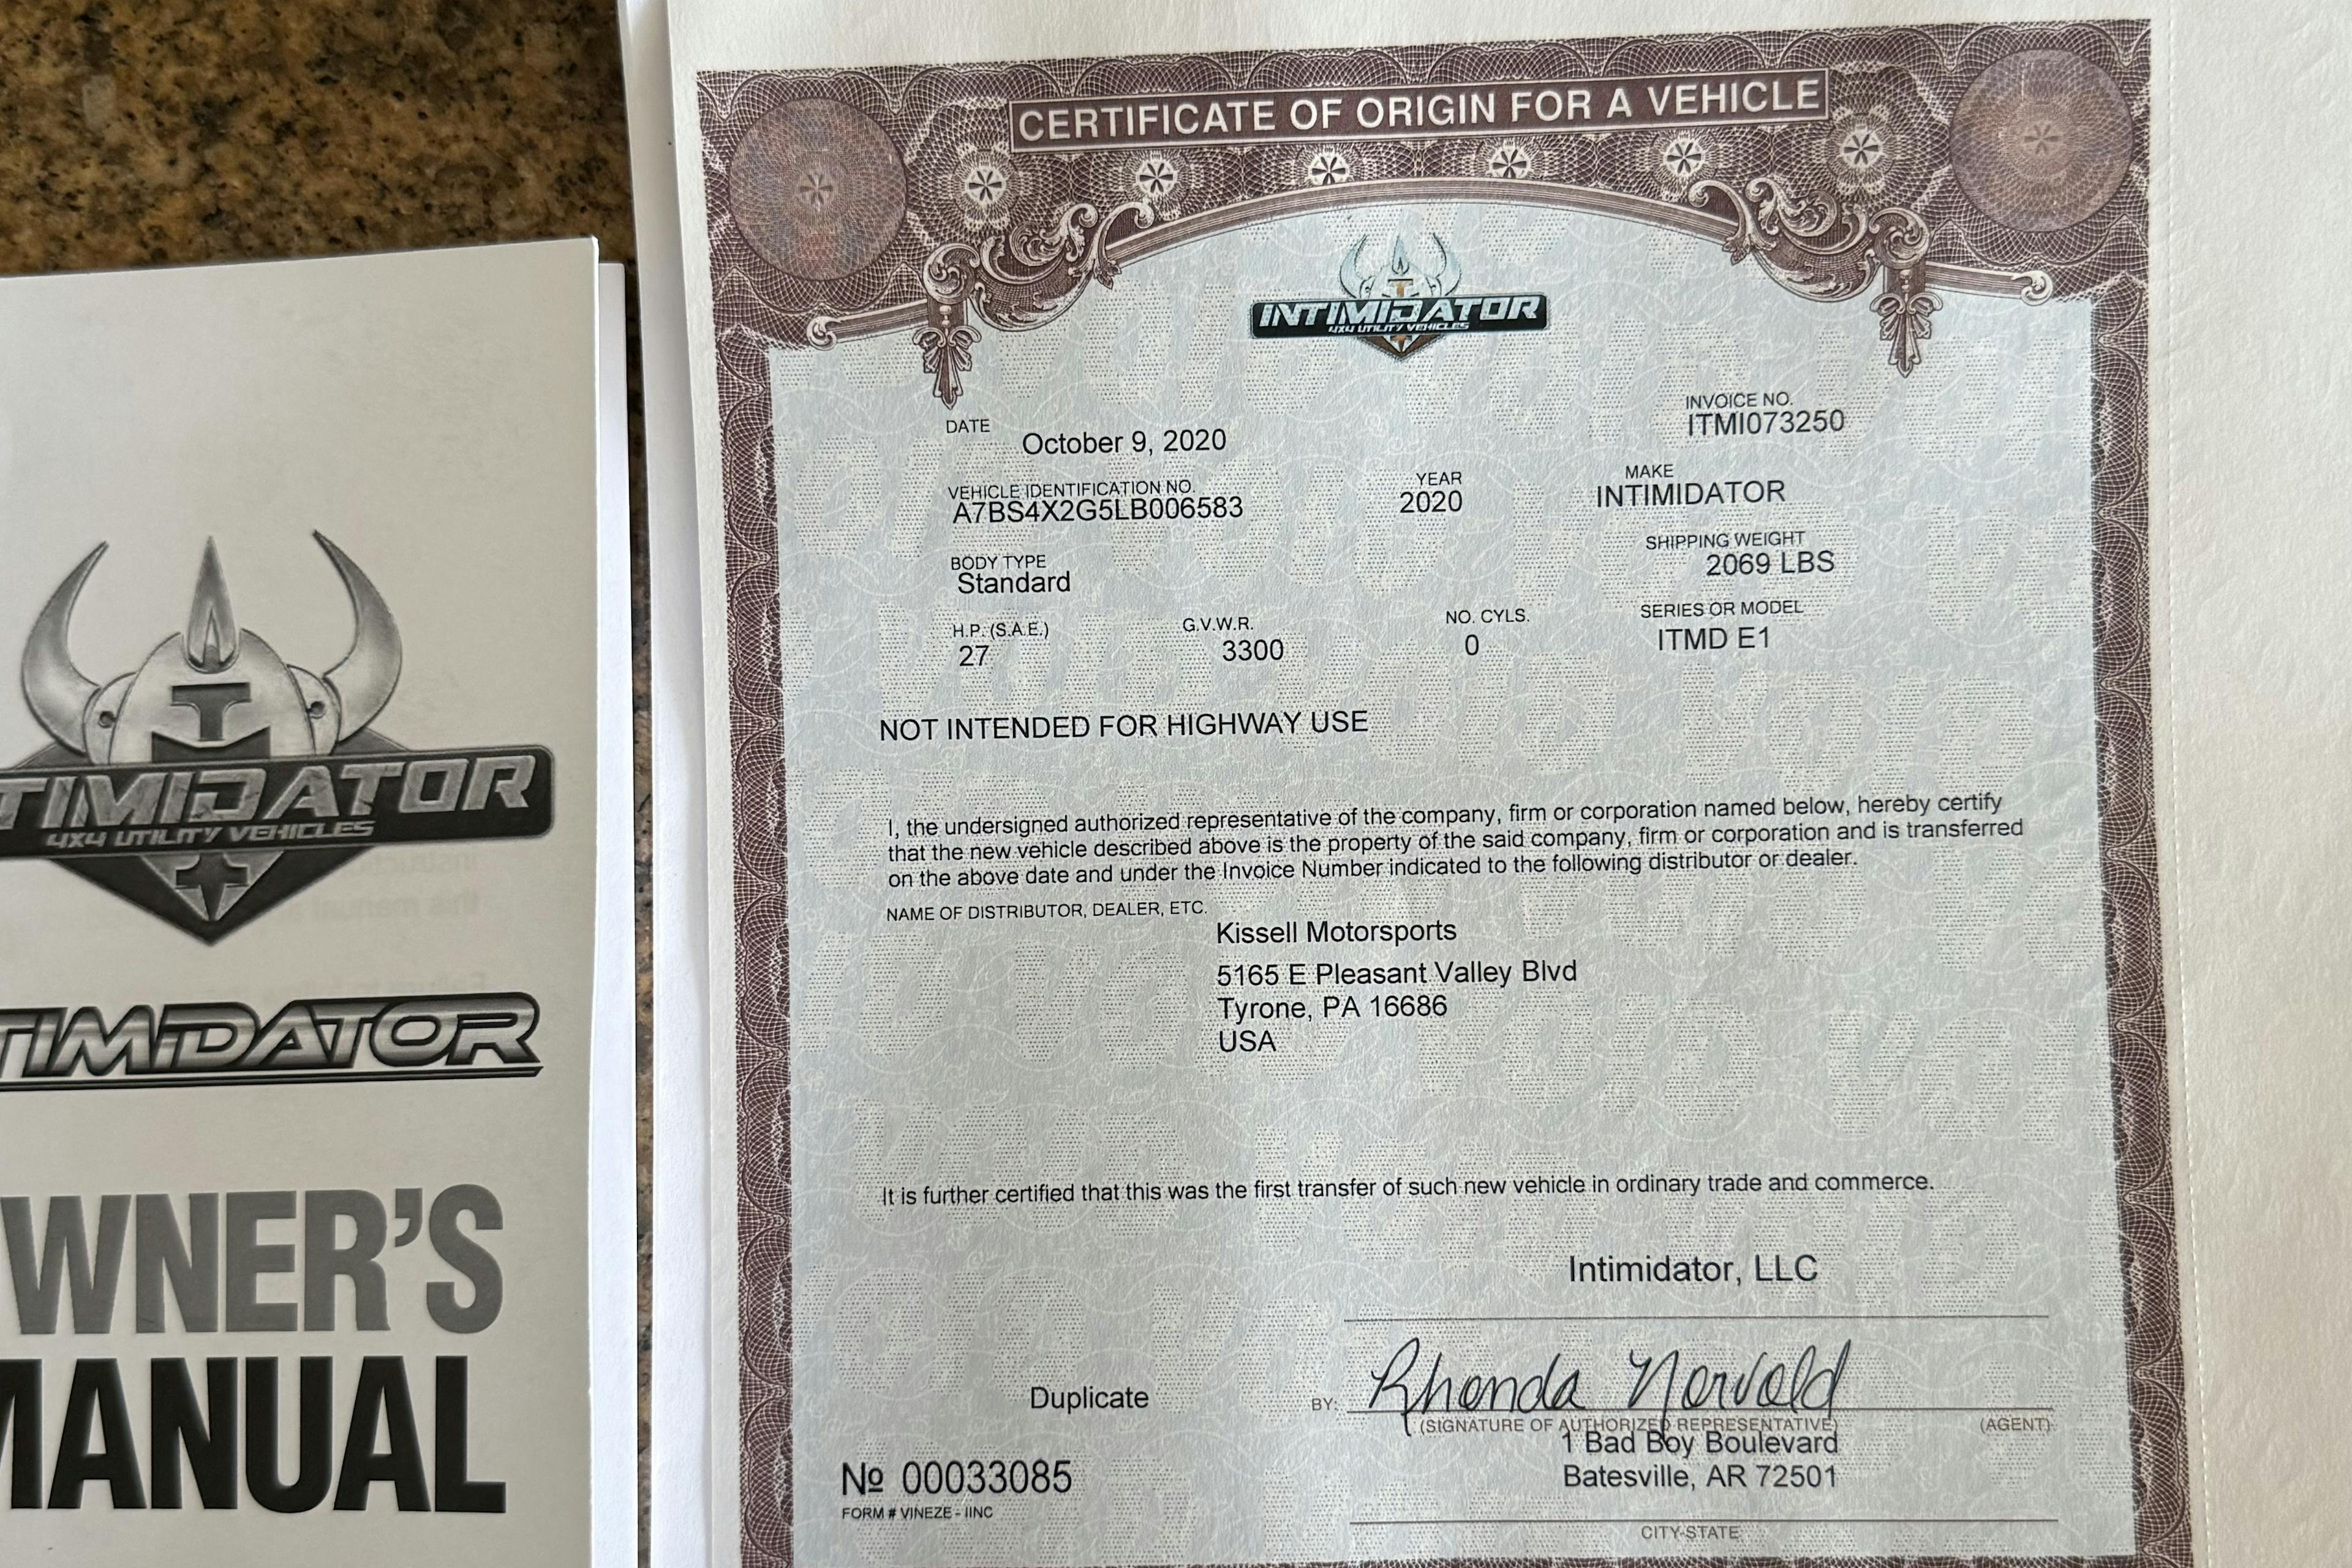 TIMIDATOR
4X4 UTILITY VEHICLES
TIMIDATOR
WNER'S
MANUAL
CERTIFICATE OF ORIGIN FOR A VEHICLE
INTIMIDATOR
4X4 UTILITY VEHICLES
DATE
October 9, 2020
INVOICE NO.
ITMI073250
VEHICLE IDENTIFICATION NO.
A7BS4X2G5LB006583
YEAR
2020
MAKE
INTIMIDATOR
BODY TYPE
Standard
SHIPPING WEIGHT
2069 LBS
H.P. (S.A.E.)
27
G.V.W.R.
3300
NO. CYLS.
0
SERIES OR MODEL
ITMD E1
NOT INTENDED FOR HIGHWAY USE
I, the undersigned authorized representative of the company, firm or corporation named below, hereby certify
that the new vehicle described above is the property of the said company, firm or corporation and is transferred
on the above date and under the Invoice Number indicated to the following distributor or dealer.
NAME OF DISTRIBUTOR, DEALER, ETC.
Kissell Motorsports
5165 E Pleasant Valley Blvd
Tyrone, PA 16686
USA
It is further certified that this was the first transfer of such new vehicle in ordinary trade and commerce.
Intimidator, LLC
Duplicate
BY: Rhonda Norvold
(SIGNATURE OF AUTHORIZED REPRESENTATIVE) (AGENT)
1 Bad Boy Boulevard
Batesville, AR 72501
№ 00033085
FORM # VINEZE - IINC
CITY-STATE